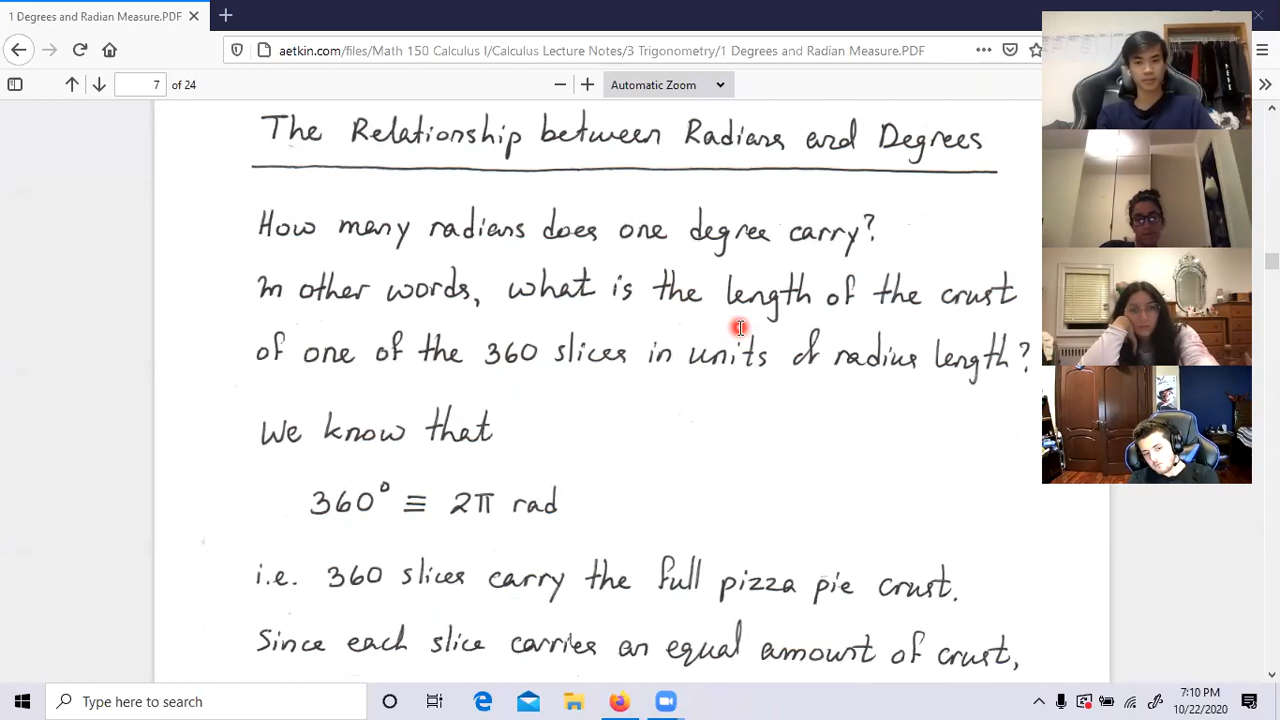 1 Degrees and Radian Measure.PDF
aetkin.com/files/Math 150 Calculus I/Calculus Lecture Notes/3 Trigonometry/1 Degrees and Radian Measure.PDF
7 of 24
Automatic Zoom
The Relationship between Radians and Degrees
How many radians does one degree carry?
In other words, what is the length of the crust
of one of the 360 slices in units of radius length?
We know that
360° ≡ 2π rad
i.e. 360 slices carry the full pizza pie crust.
Since each slice carries an equal amount of crust,
Type here to search
7:10 PM
10/22/2020